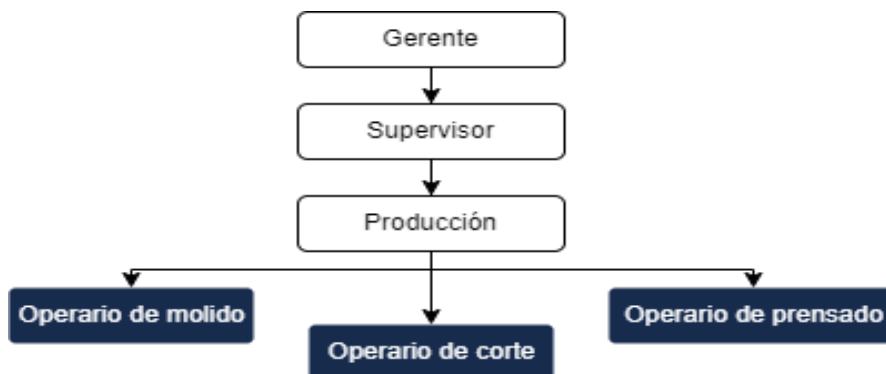 Gerente
Supervisor
Producción
Operario de molido
Operario de prensado
Operario de corte